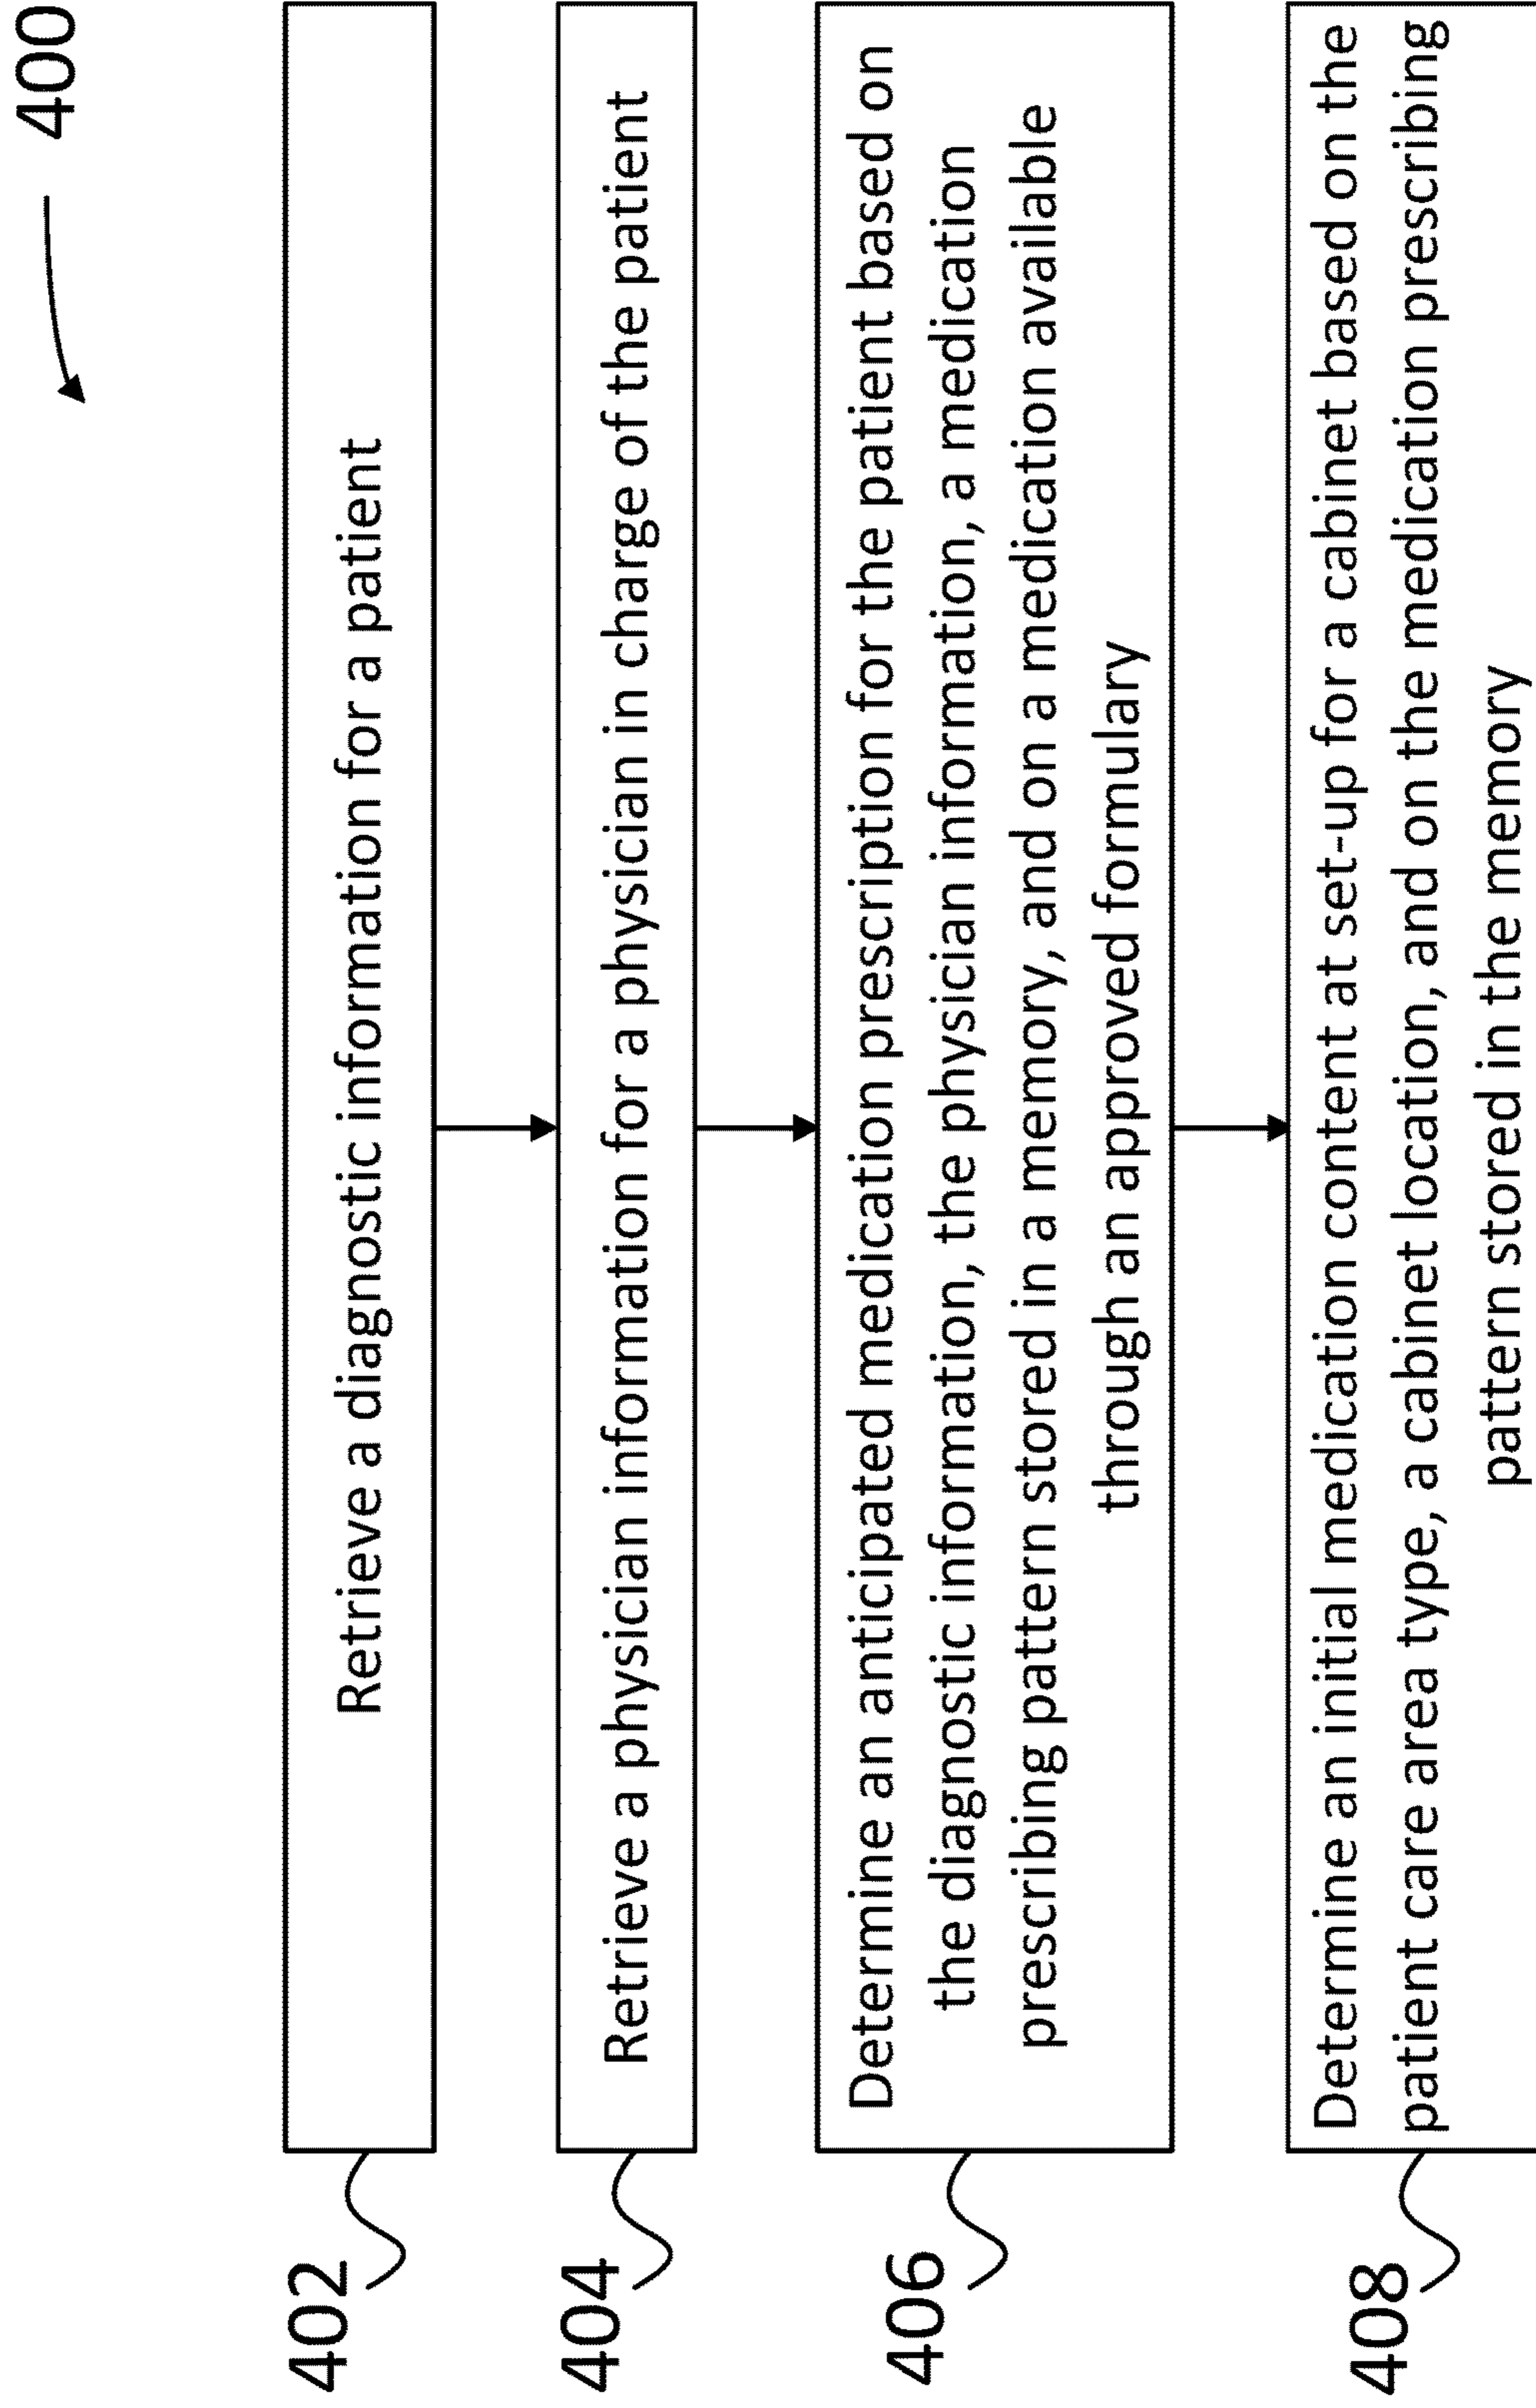 400
402
Retrieve a diagnostic information for a patient
404
Retrieve a physician information for a physician in charge of the patient
406
Determine an anticipated medication prescription for the patient based on
the diagnostic information, the physician information, a medication
prescribing pattern stored in a memory, and on a medication available
through an approved formulary
408
Determine an initial medication content at set-up for a cabinet based on the
patient care area type, a cabinet location, and on the medication prescribing
pattern stored in the memory